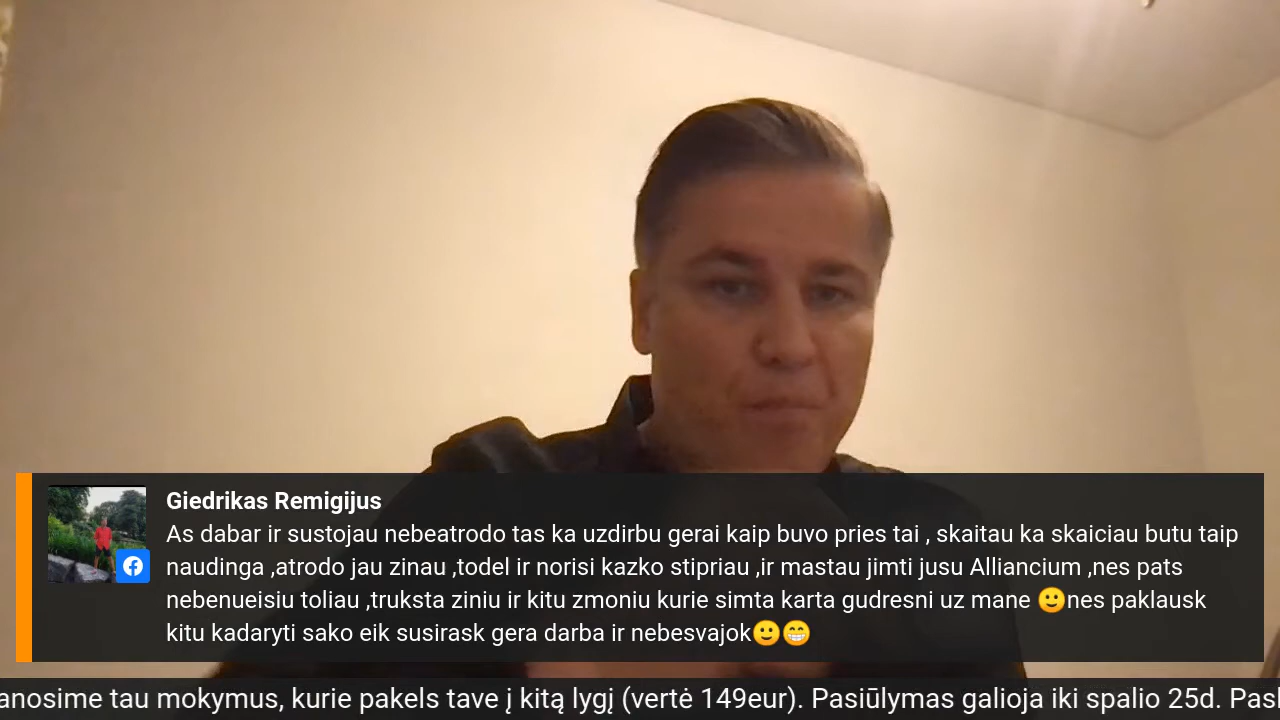 Giedrikas Remigijus
As dabar ir sustojau nebeatrodo tas ka uzdirbu gerai kaip buvo pries tai , skaitau ka skaiciau butu taip
naudinga ,atrodo jau zinau ,todel ir norisi kazko stipriau ,ir mastau jimti jusu Alliancium ,nes pats
nebenueisiu toliau ,truksta ziniu ir kitu zmoniu kurie simta karta gudresni uz mane 🙂nes paklausk
kitu kadaryti sako eik susirask gera darba ir nebesvajok🙂😁
anosime tau mokymus, kurie pakels tave į kitą lygį (vertė 149eur). Pasiūlymas galioja iki spalio 25d.